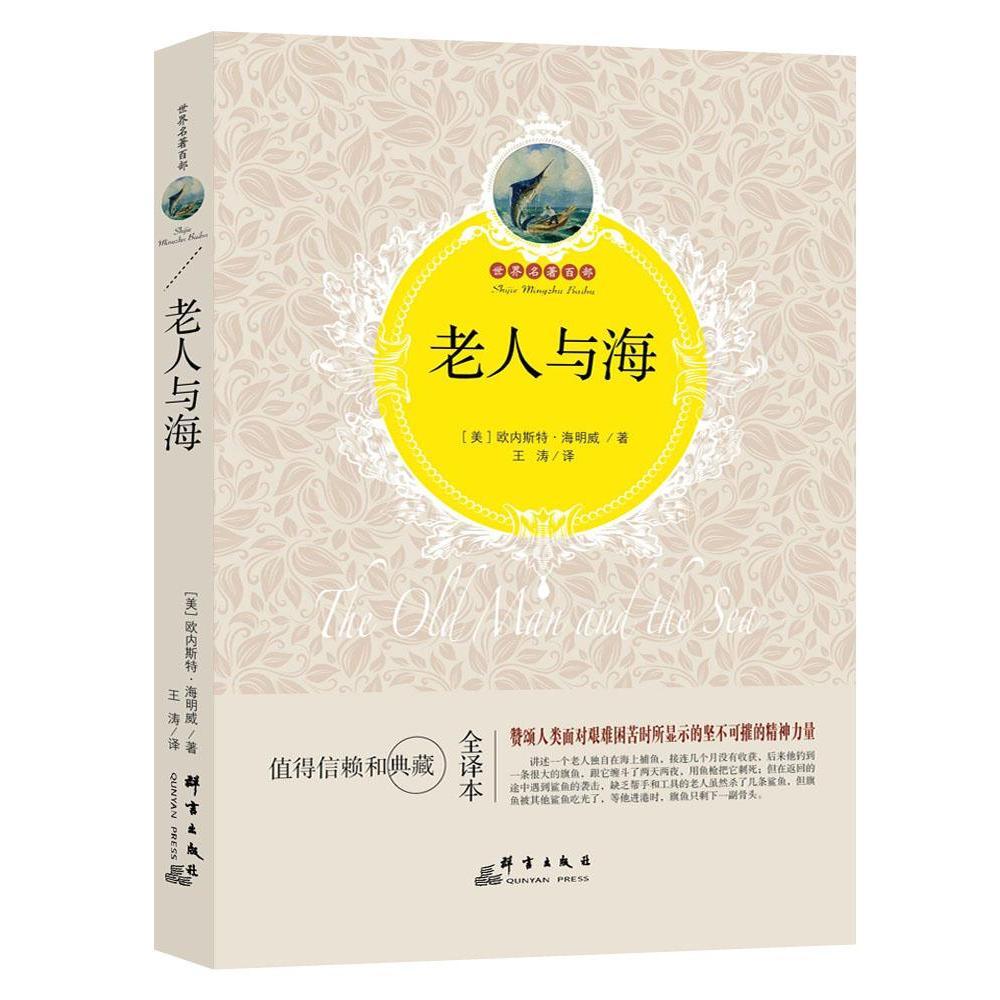 世界名著百部
Shijie
Mingzhu Baibu
老人与海
[美]欧内斯特·海明威/著
王 涛/译
群言出版社
QUNYAN PRESS
世界名著百部
Shijie Mingzhu Baibu
老人与海
[美]欧内斯特·海明威/著
王 涛/译
The Old Man and the Sea
值得信赖和典藏
全译本
赞颂人类面对艰难困苦时所显示的坚不可摧的精神力量
讲述一个老人独自在海上捕鱼,接连几个月没有收获,后来他钓到
一条很大的旗鱼,跟它缠斗了两天两夜,用鱼枪把它刺死;但在返回的
途中遇到鲨鱼的袭击,缺乏帮手和工具的老人虽然杀了几条鲨鱼,但旗
鱼被其他鲨鱼吃光了,等他进港时,旗鱼只剩下一副骨头。
群言出版社
QUNYAN PRESS